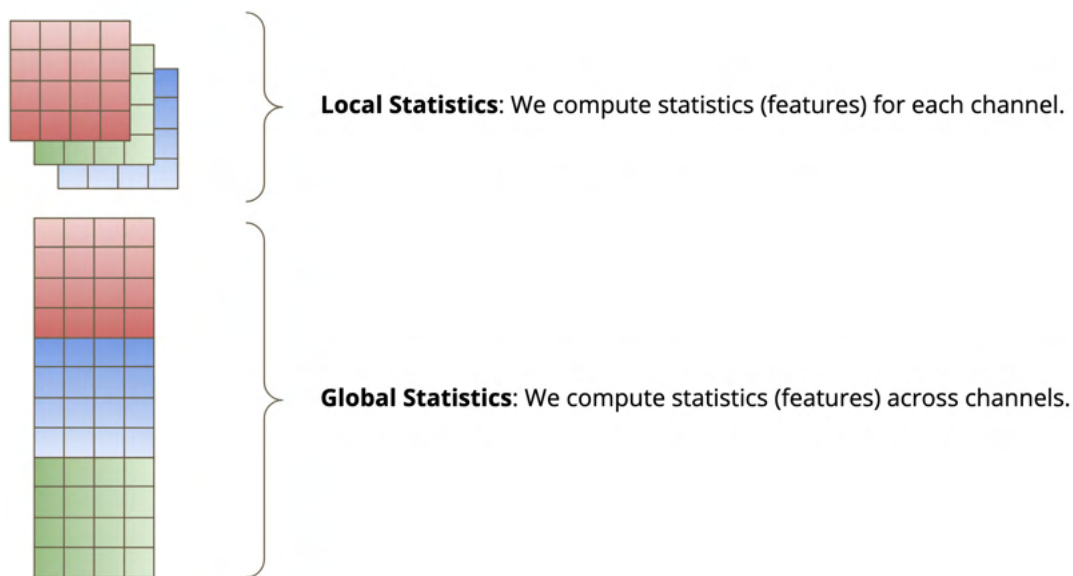 Local Statistics: We compute statistics (features) for each channel.
Global Statistics: We compute statistics (features) across channels.